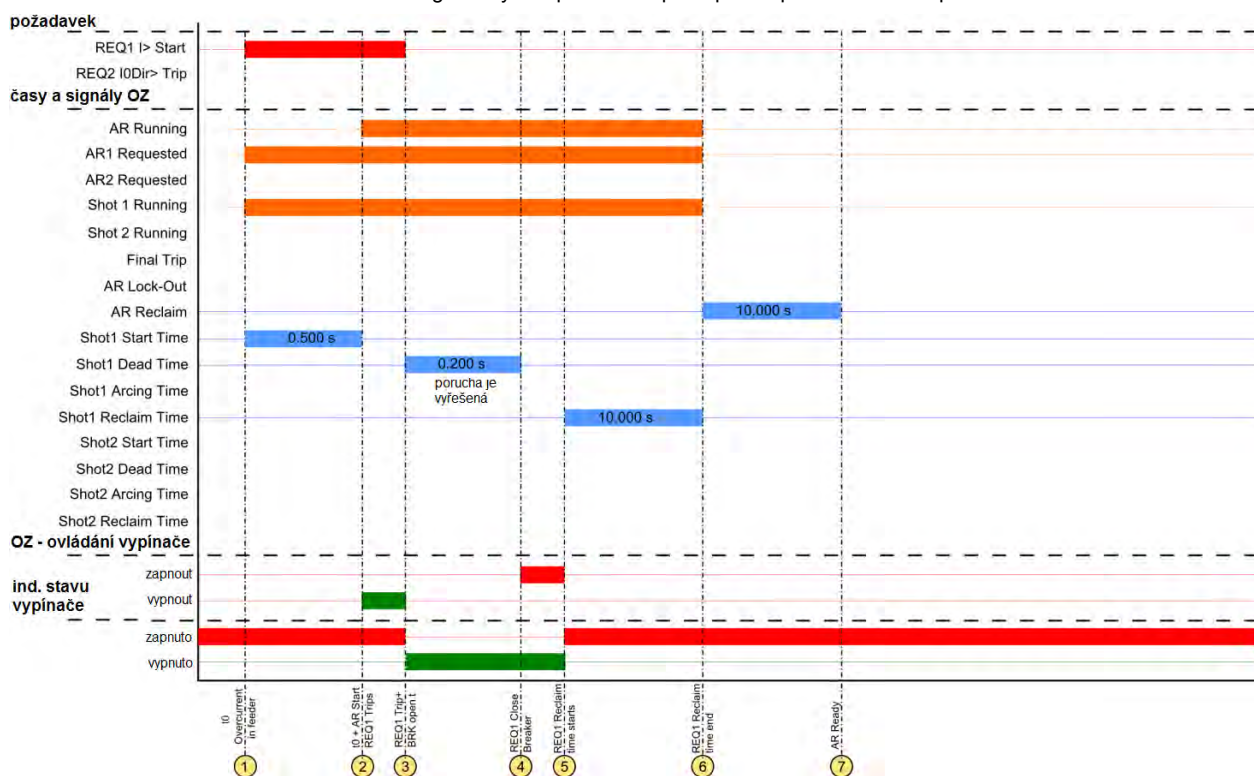 požadavek
REQ1 I> Start
REQ2 I0Dir> Trip
časy a signály OZ
AR Running
AR1 Requested
AR2 Requested
Shot 1 Running
Shot 2 Running
Final Trip
AR Lock-Out
AR Reclaim
10.000 s
Shot1 Start Time
0.500 s
Shot1 Dead Time
0.200 s
porucha je
vyřešená
Shot1 Arcing Time
Shot1 Reclaim Time
10.000 s
Shot2 Start Time
Shot2 Dead Time
Shot2 Arcing Time
Shot2 Reclaim Time
OZ - ovládání vypínače
zapnout
ind. stavu
vypínače
vypnout
zapnuto
vypnuto
t0
Overcurrent
in feeder
t0 + AR Start
REQ1 Trips
REQ1 Trip+
BRK open t
REQ1 Close
Breaker
REQ1 Reclaim
time starts
REQ1 Reclaim
time end
AR Ready
1
2
3
4
5
6
7